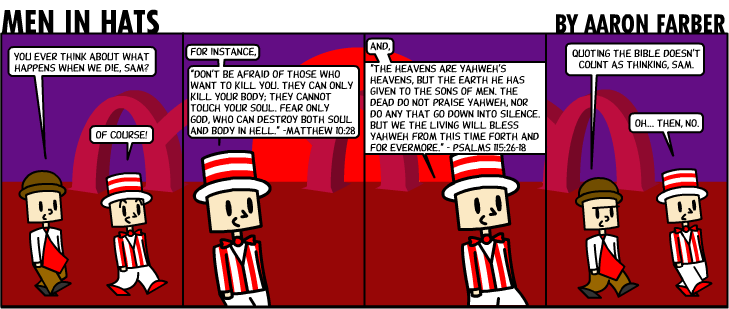 MEN IN HATS
BY AARON FARBER
YOU EVER THINK ABOUT WHAT
HAPPENS WHEN WE DIE, SAM?
OF COURSE!
FOR INSTANCE,
"DON'T BE AFRAID OF THOSE WHO
WANT TO KILL YOU. THEY CAN ONLY
KILL YOUR BODY; THEY CANNOT
TOUCH YOUR SOUL. FEAR ONLY
GOD, WHO CAN DESTROY BOTH SOUL
AND BODY IN HELL." -MATTHEW 10:28
AND,
"THE HEAVENS ARE YAHWEH'S
HEAVENS, BUT THE EARTH HE HAS
GIVEN TO THE SONS OF MEN. THE
DEAD DO NOT PRAISE YAHWEH, NOR
DO ANY THAT GO DOWN INTO SILENCE.
BUT WE THE LIVING WILL BLESS
YAHWEH FROM THIS TIME FORTH AND
FOR EVERMORE." - PSALMS 115:26-18
QUOTING THE BIBLE DOESN'T
COUNT AS THINKING, SAM.
OH... THEN, NO.